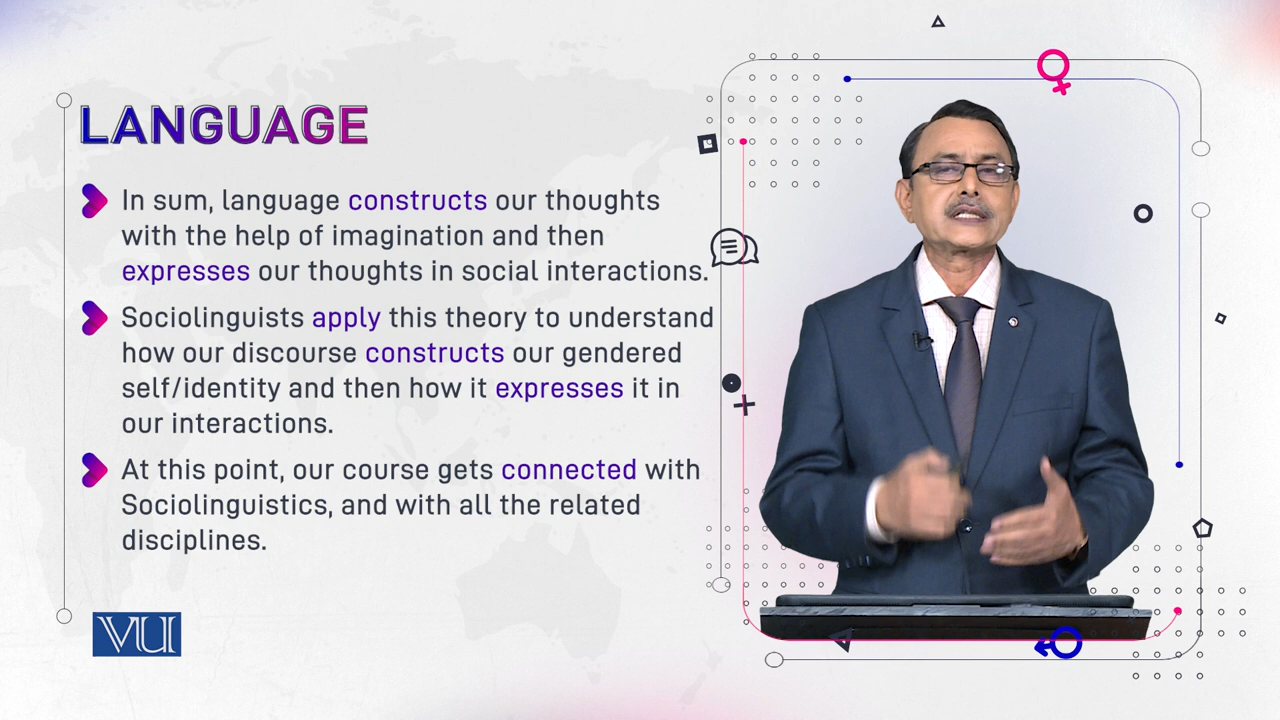 LANGUAGE
In sum, language constructs our thoughts
with the help of imagination and then
expresses our thoughts in social interactions.
Sociolinguists apply this theory to understand
how our discourse constructs our gendered
self/identity and then how it expresses it in
our interactions.
At this point, our course gets connected with
Sociolinguistics, and with all the related
disciplines.
VU